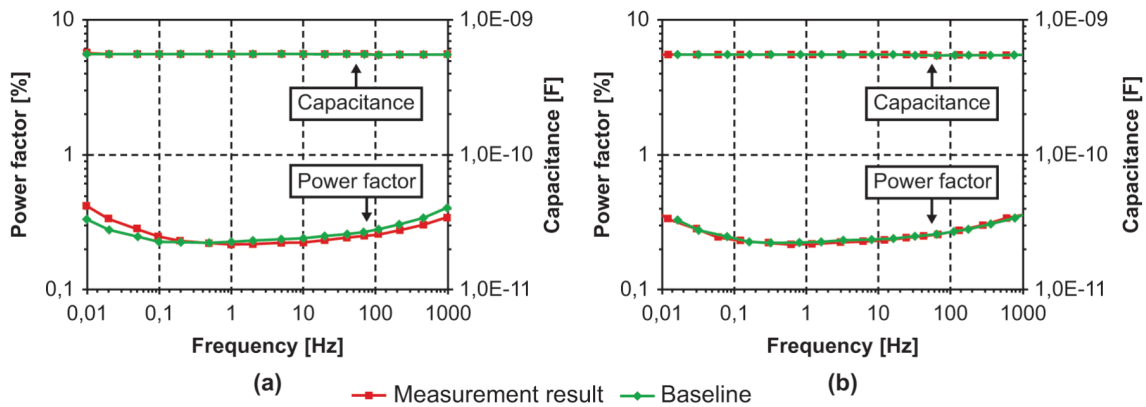 10
1
0,1
Power factor [%]
1,0E-09
1,0E-10
1,0E-11
Capacitance [F]
Capacitance
Power factor
0,01 0,1 1 10 100 1000
Frequency [Hz]
(a)
10
1
0,1
Power factor [%]
1,0E-09
1,0E-10
1,0E-11
Capacitance [F]
Capacitance
Power factor
0,01 0,1 1 10 100 1000
Frequency [Hz]
(b)
Measurement result Baseline